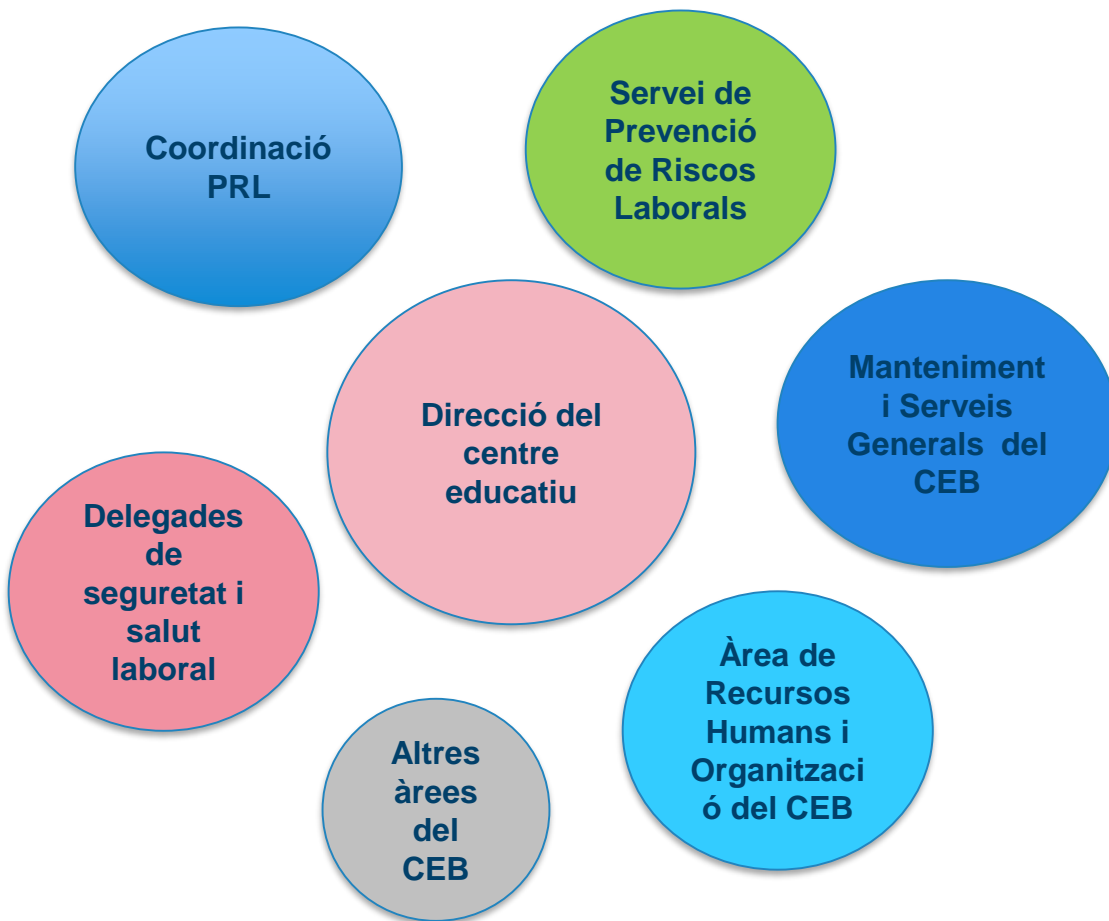 Coordinació
PRL
Servei de
Prevenció
de Riscos
Laborals
Direcció del
centre
educatiu
Manteniment
i Serveis
Generals  del
CEB
Delegades
de
seguretat i
salut
laboral
Àrea de
Recursos
Humans i
Organitzaci
ó del CEB
Altres
àrees
del
CEB